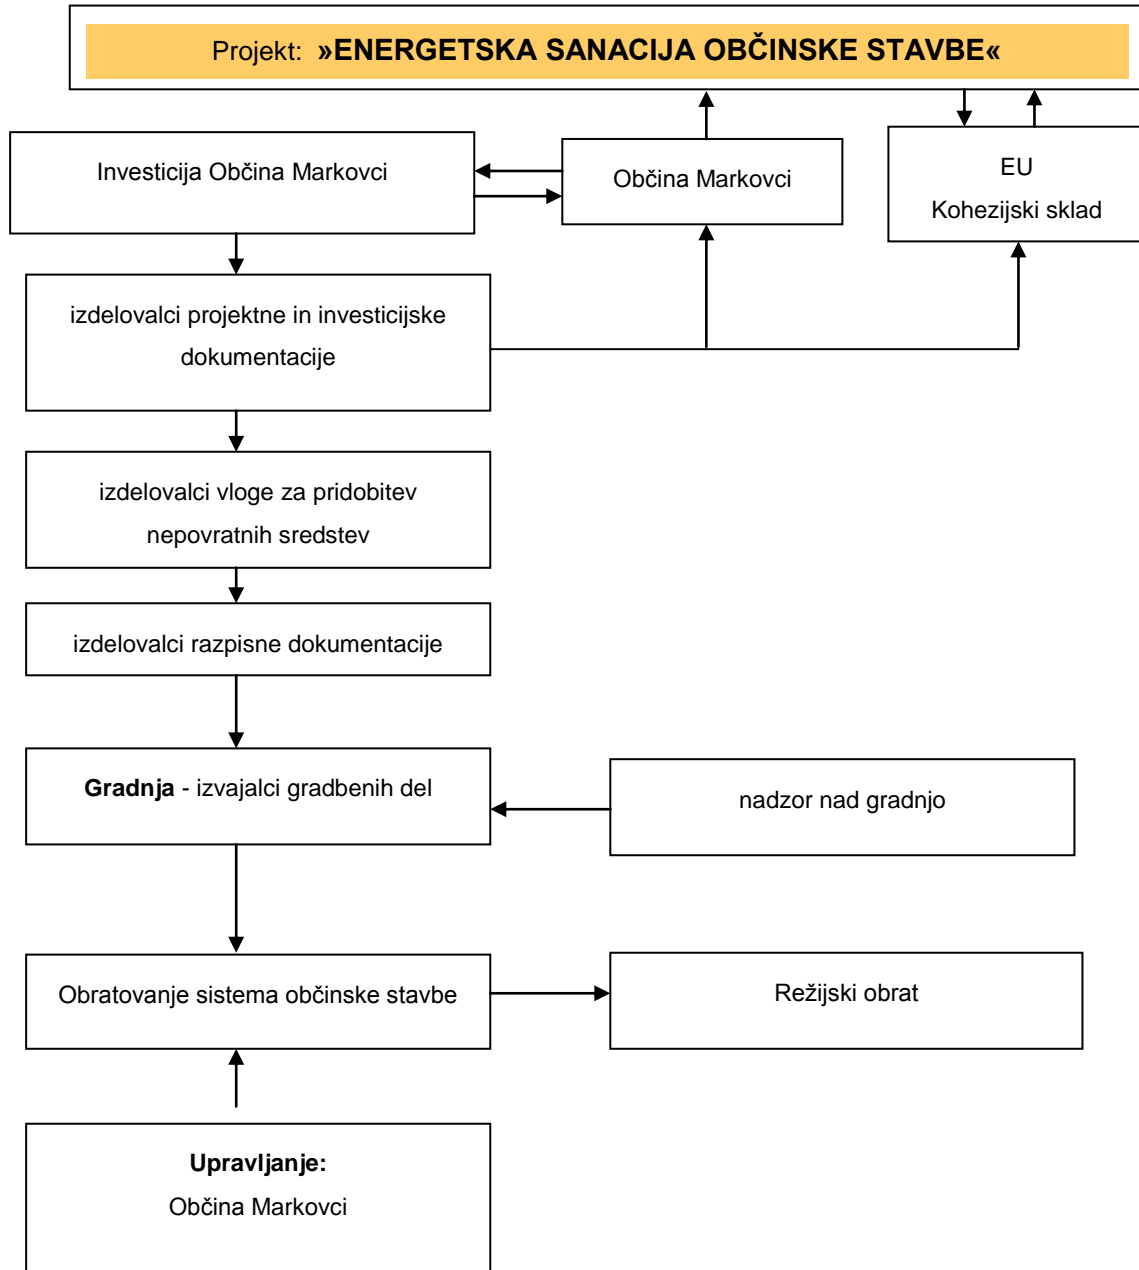 Projekt: »ENERGETSKA SANACIJA OBČINSKE STAVBE«
Investicija Občina Markovci
Občina Markovci
EU
Kohezijski sklad
izdelovalci projektne in investicijske
dokumentacije
izdelovalci vloge za pridobitev
nepovratnih sredstev
izdelovalci razpisne dokumentacije
Gradnja - izvajalci gradbenih del
nadzor nad gradnjo
Obratovanje sistema občinske stavbe
Režijski obrat
Upravljanje:
Občina Markovci